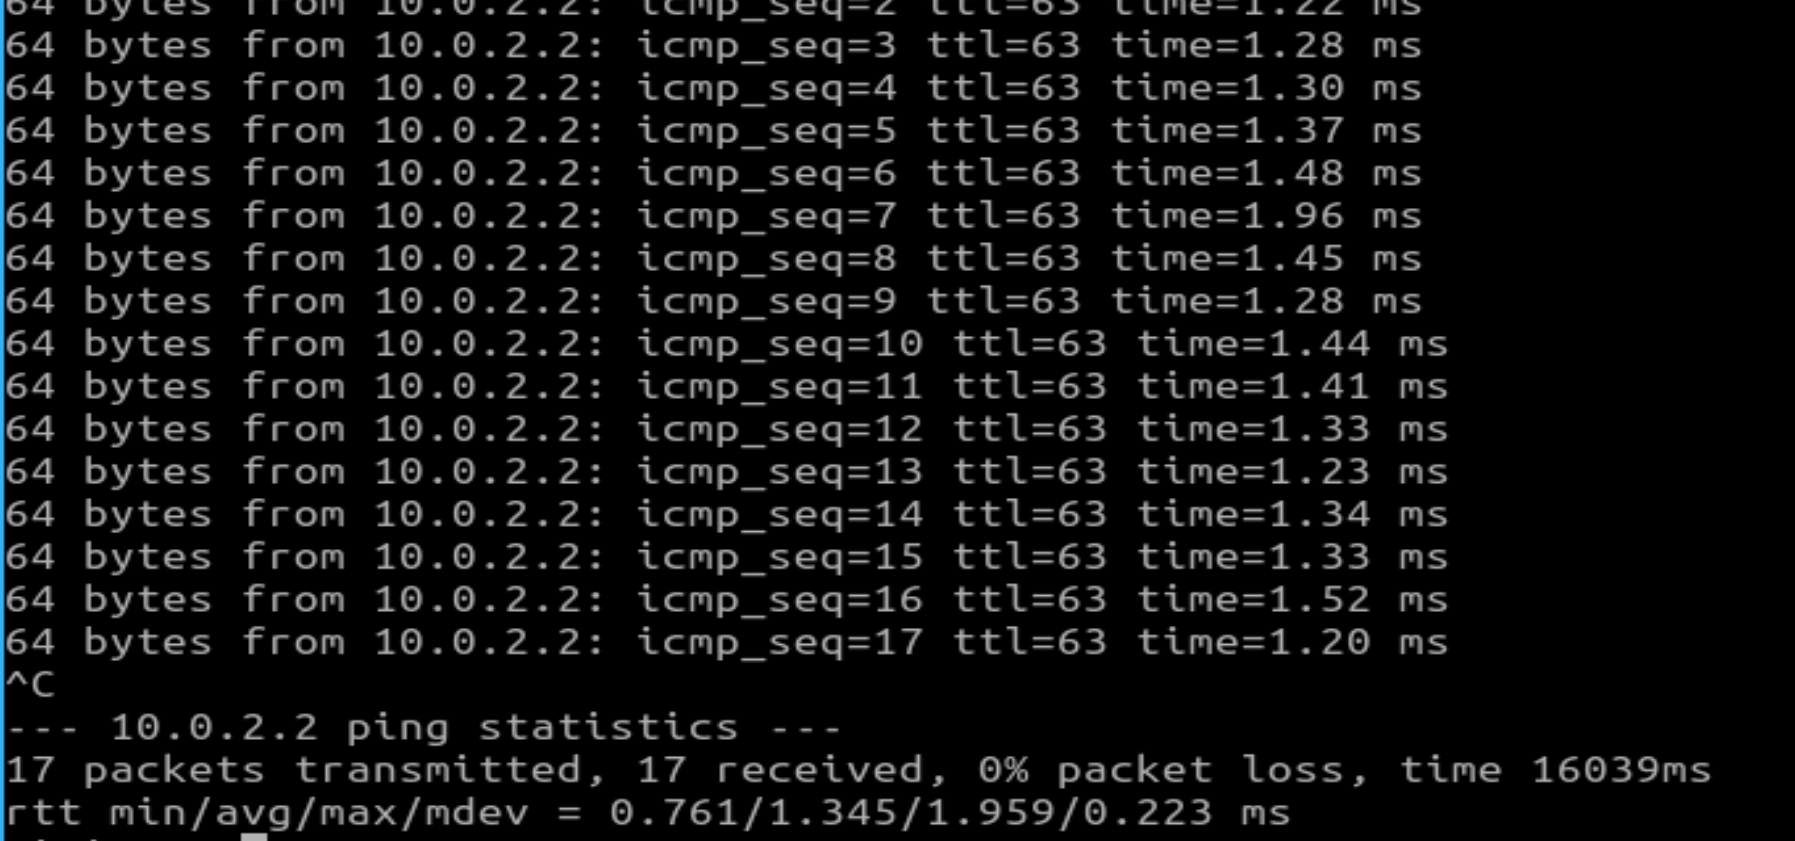 64 bytes from 10.0.2.2: icmp_seq=2 ttl=63 time=1.22 ms
64 bytes from 10.0.2.2: icmp_seq=3 ttl=63 time=1.28 ms
64 bytes from 10.0.2.2: icmp_seq=4 ttl=63 time=1.30 ms
64 bytes from 10.0.2.2: icmp_seq=5 ttl=63 time=1.37 ms
64 bytes from 10.0.2.2: icmp_seq=6 ttl=63 time=1.48 ms
64 bytes from 10.0.2.2: icmp_seq=7 ttl=63 time=1.96 ms
64 bytes from 10.0.2.2: icmp_seq=8 ttl=63 time=1.45 ms
64 bytes from 10.0.2.2: icmp_seq=9 ttl=63 time=1.28 ms
64 bytes from 10.0.2.2: icmp_seq=10 ttl=63 time=1.44 ms
64 bytes from 10.0.2.2: icmp_seq=11 ttl=63 time=1.41 ms
64 bytes from 10.0.2.2: icmp_seq=12 ttl=63 time=1.33 ms
64 bytes from 10.0.2.2: icmp_seq=13 ttl=63 time=1.23 ms
64 bytes from 10.0.2.2: icmp_seq=14 ttl=63 time=1.34 ms
64 bytes from 10.0.2.2: icmp_seq=15 ttl=63 time=1.33 ms
64 bytes from 10.0.2.2: icmp_seq=16 ttl=63 time=1.52 ms
64 bytes from 10.0.2.2: icmp_seq=17 ttl=63 time=1.20 ms
^C
--- 10.0.2.2 ping statistics ---
17 packets transmitted, 17 received, 0% packet loss, time 16039ms
rtt min/avg/max/mdev = 0.761/1.345/1.959/0.223 ms